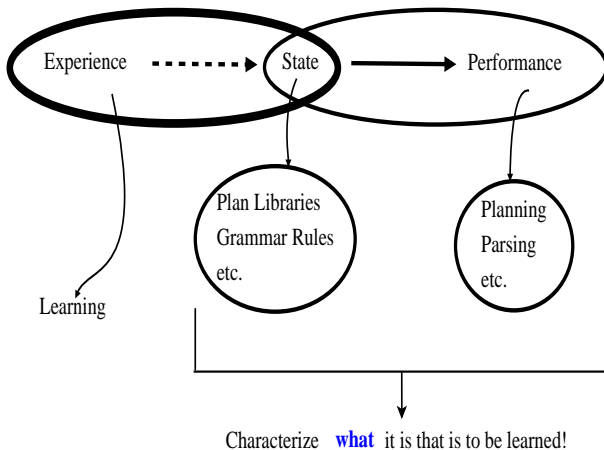 Experience
State
Performance
Plan Libraries
Grammar Rules
etc.
Planning
Parsing
etc.
Learning
Characterize what it is that is to be learned!